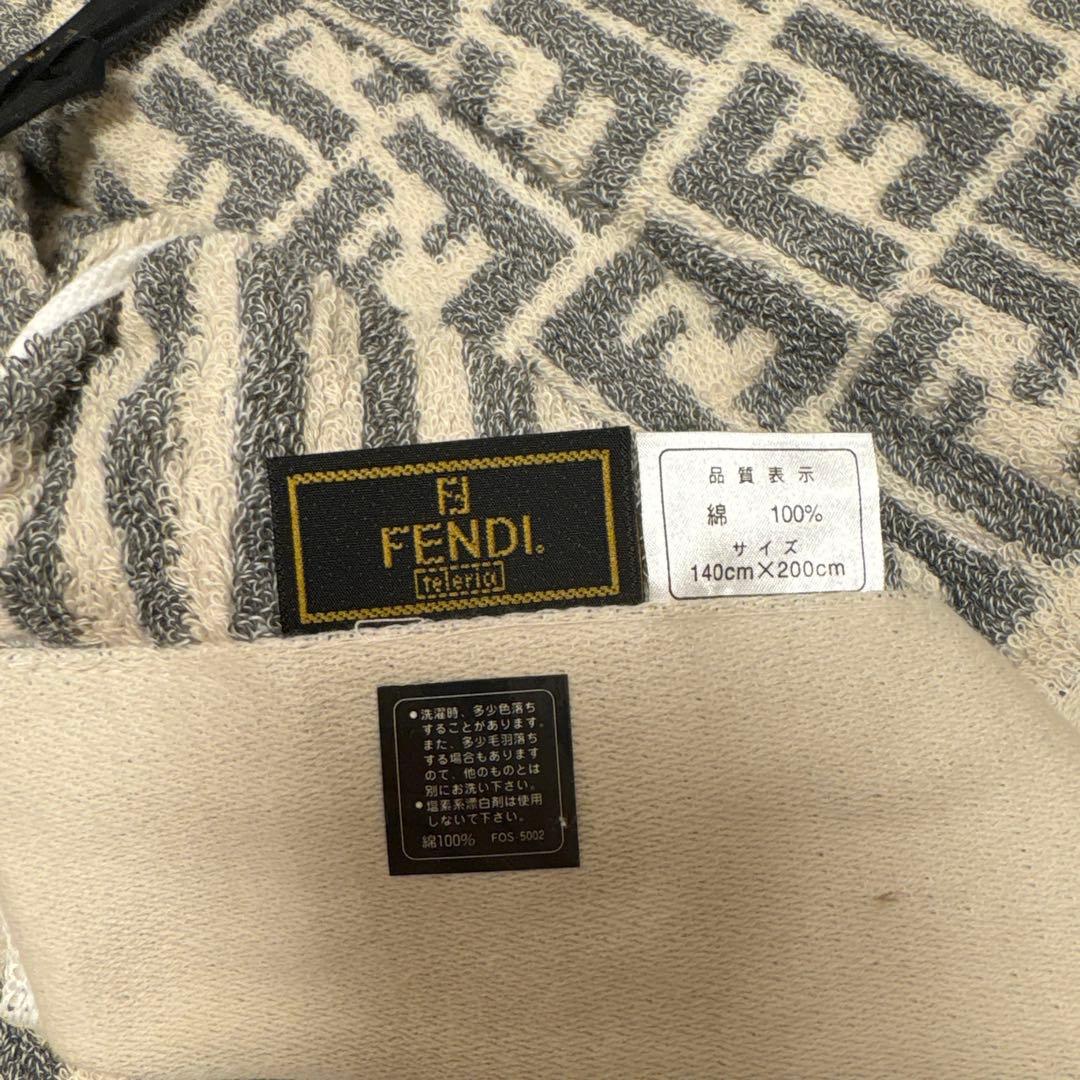 FENDI.
teleria
品質表示
綿 100%
サイズ
140cm×200cm
●洗濯時、多少色落ち
することがあります。
また、多少毛羽落ち
する場合もあります
ので、他のものとは
別にお洗い下さい。
●塩素系漂白剤は使用
しないで下さい。
綿100% FOS-5002